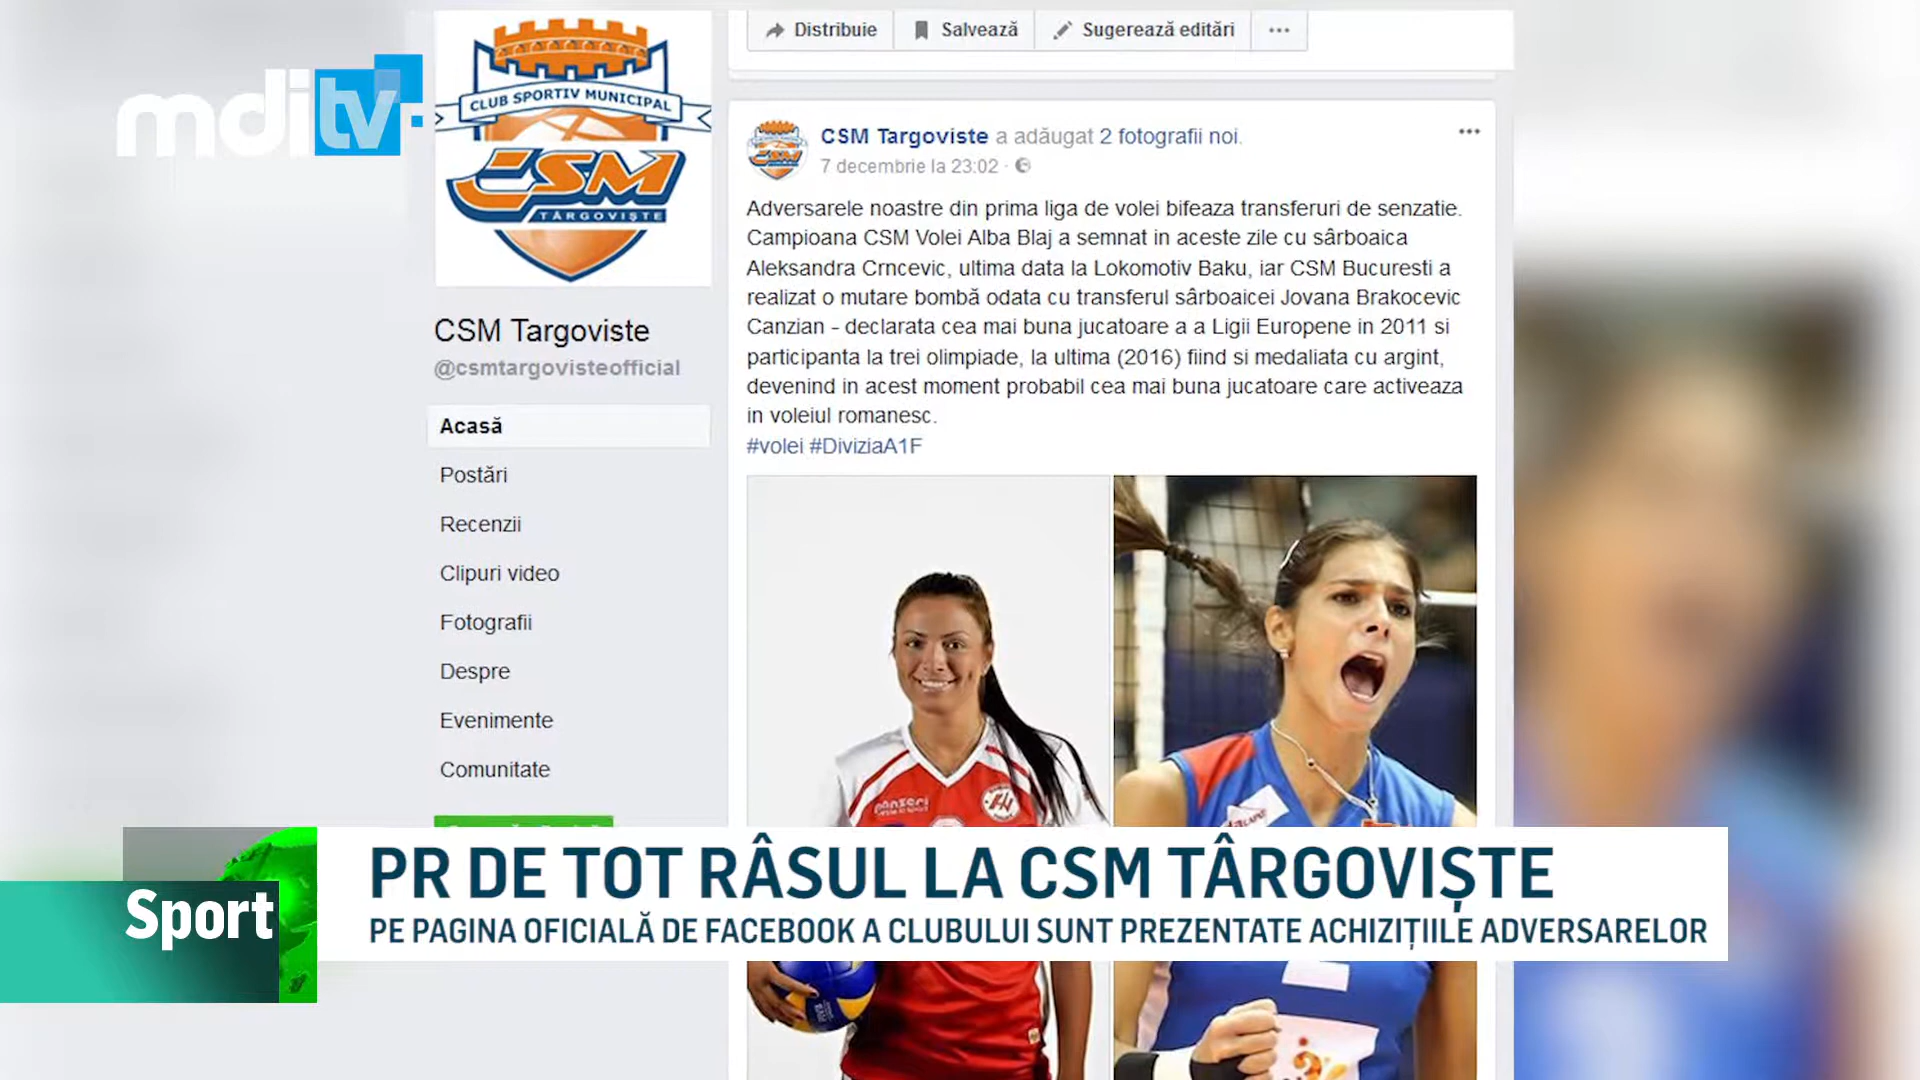 mditv
CLUB SPORTIV MUNICIPAL
CSM
TÂRGOVIȘTE
CSM Targoviste
@csmtargovisteofficial
Acasă
Postări
Recenzii
Clipuri video
Fotografii
Despre
Evenimente
Comunitate
Distribuie
Salvează
Sugerează editări
CSM Targoviste a adăugat 2 fotografii noi.
7 decembrie la 23:02
Adversarele noastre din prima liga de volei bifeaza transferuri de senzatie.
Campioana CSM Volei Alba Blaj a semnat in aceste zile cu sârboaica
Aleksandra Crncevic, ultima data la Lokomotiv Baku, iar CSM Bucuresti a
realizat o mutare bombă odata cu transferul sârboaicei Jovana Brakocevic
Canzian - declarata cea mai buna jucatoare a a Ligii Europene in 2011 si
participanta la trei olimpiade, la ultima (2016) fiind si medaliata cu argint,
devenind in acest moment probabil cea mai buna jucatoare care activeaza
in voleiul romanesc.
#volei #DiviziaA1F
panzeri
Sport
PR DE TOT RÂSUL LA CSM TÂRGOVIȘTE
PE PAGINA OFICIALĂ DE FACEBOOK A CLUBULUI SUNT PREZENTATE ACHIZIȚIILE ADVERSARELOR